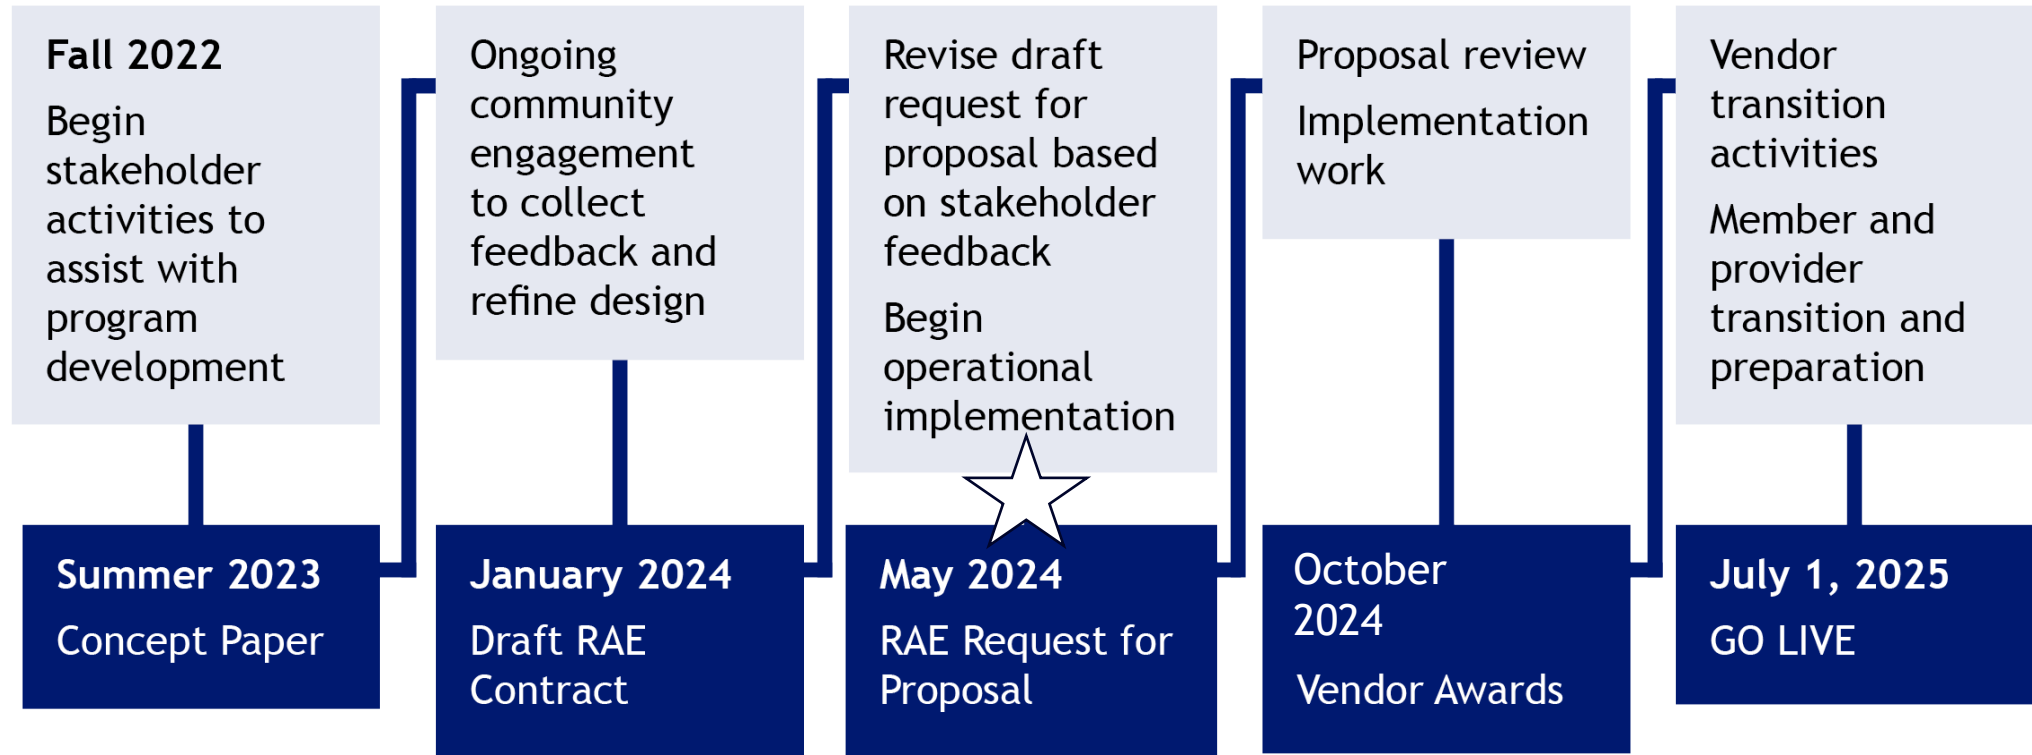 Fall 2022
Begin
stakeholder
activities to
assist with
program
development
Summer 2023
Concept Paper
Ongoing
community
engagement
to collect
feedback and
refine design
January 2024
Draft RAE
Contract
Revise draft
request for
proposal based
on stakeholder
feedback
Begin
operational
implementation
May 2024
RAE Request for
Proposal
Proposal review
Implementation
work
October
2024
Vendor Awards
Vendor
transition
activities
Member and
provider
transition and
preparation
July 1, 2025
GO LIVE